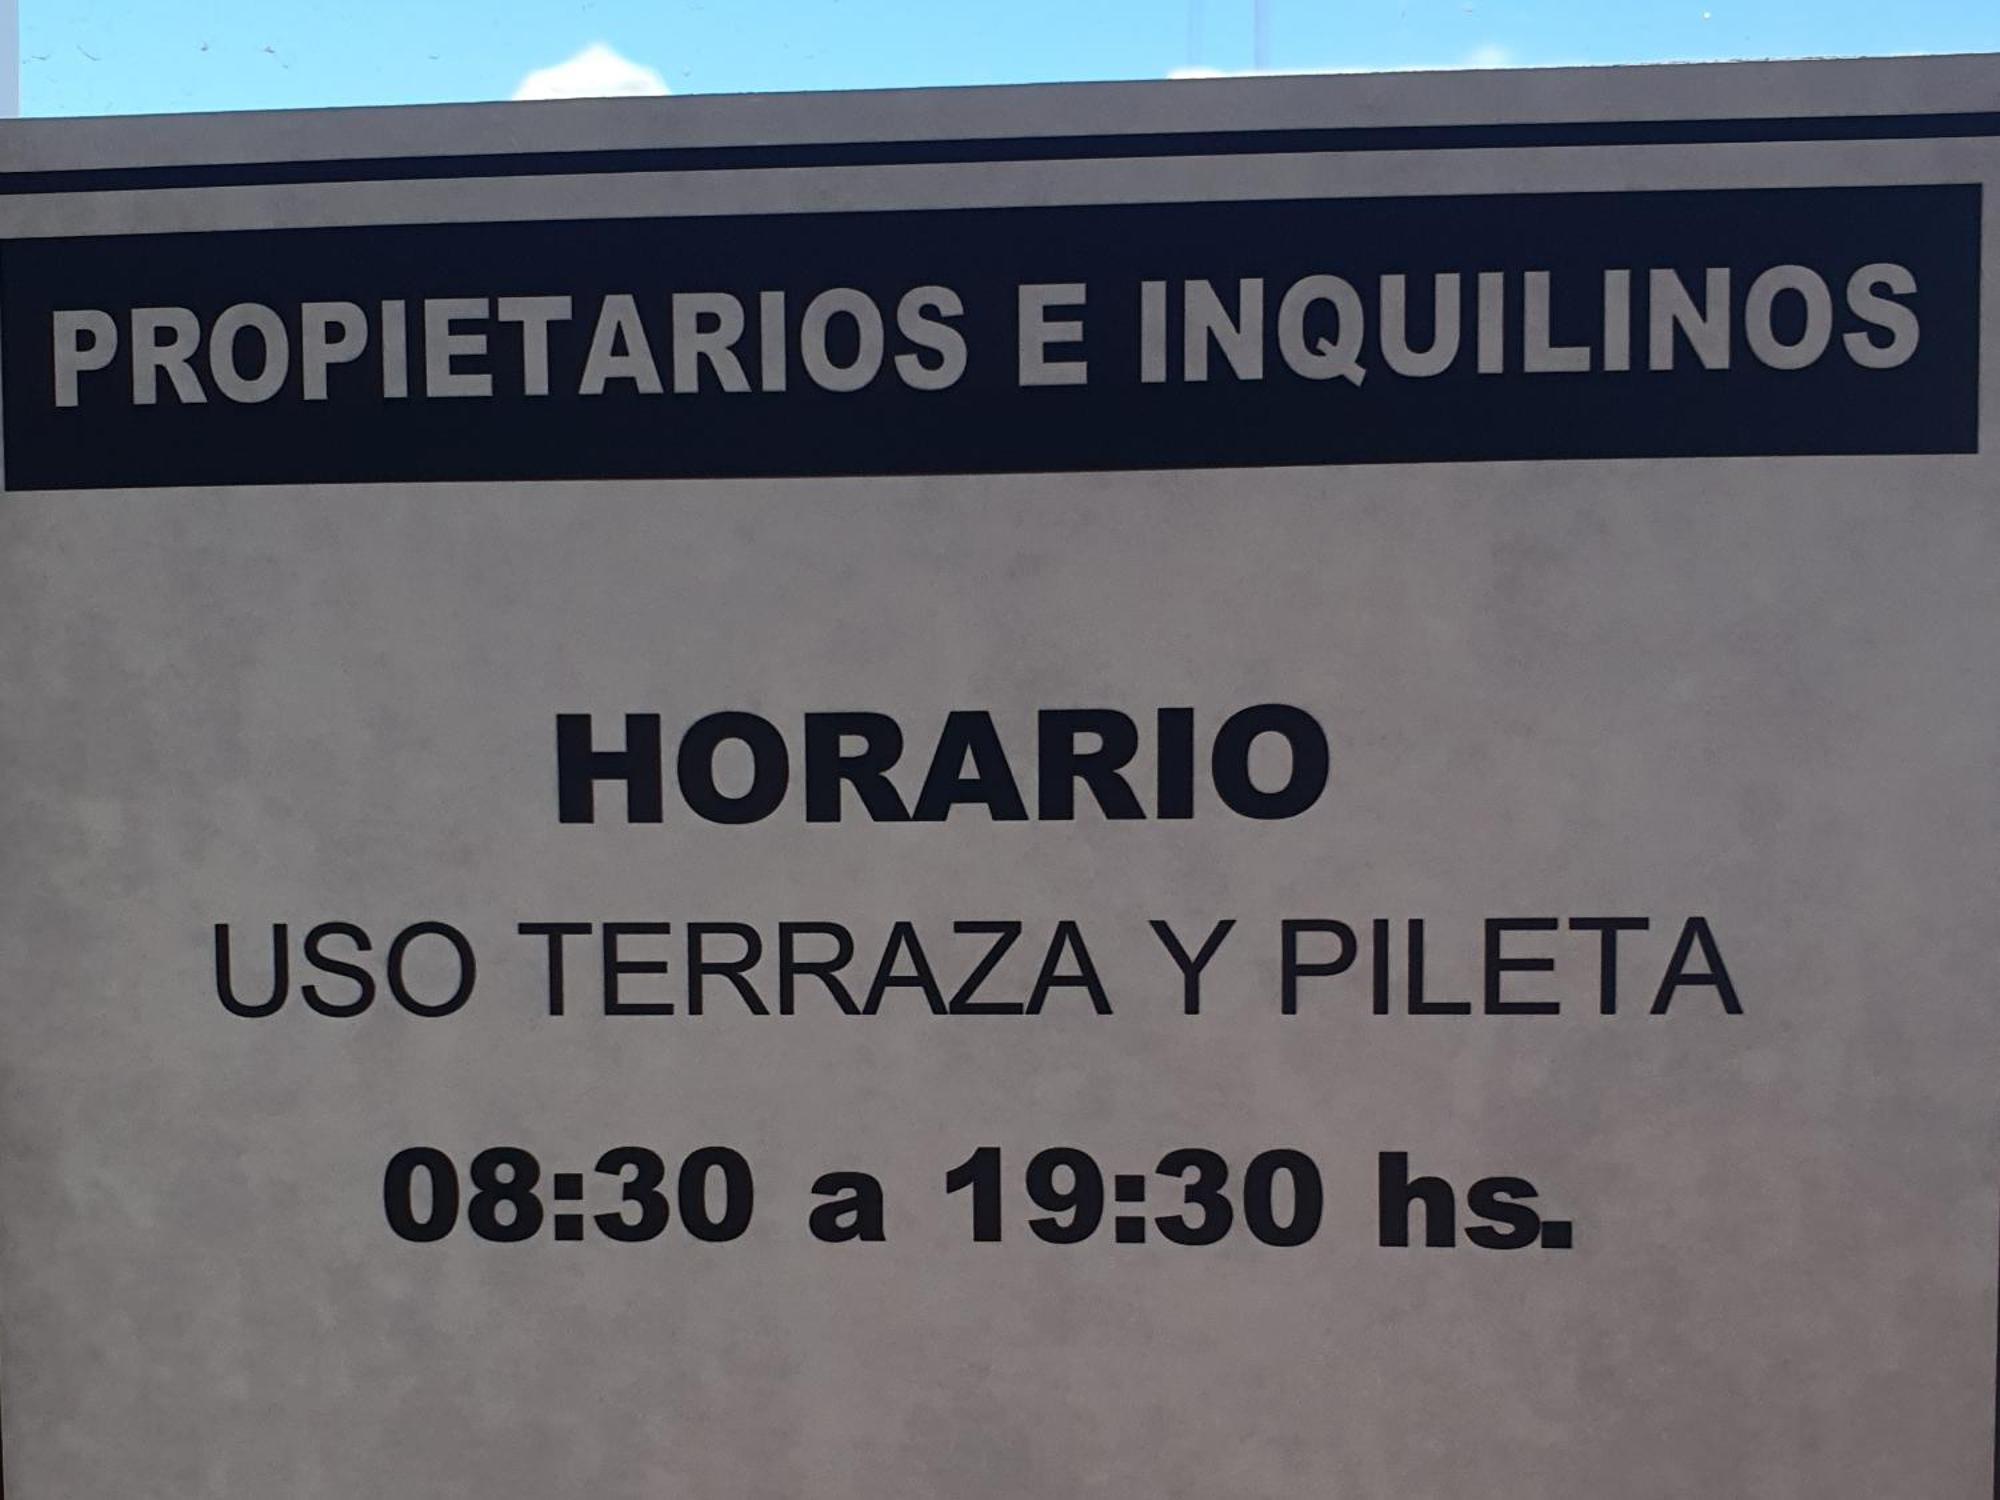 PROPIETARIOS E INQUILINOS
HORARIO
USO TERRAZA Y PILETA
08:30 a 19:30 hs.